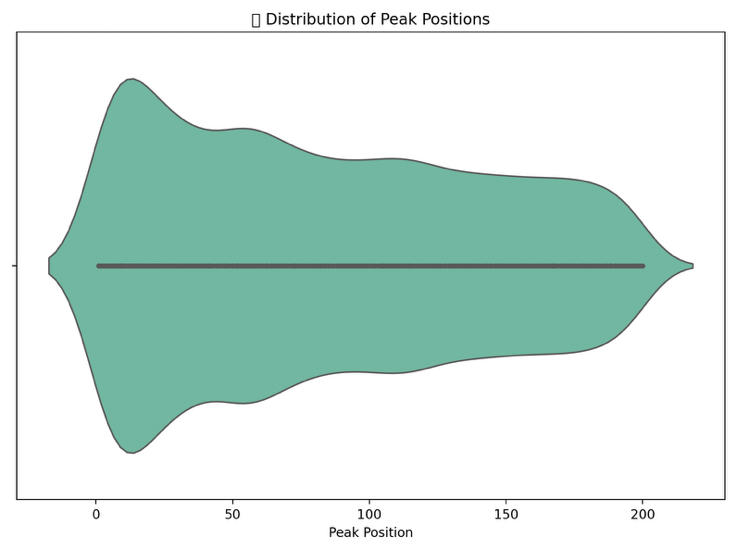 ▯ Distribution of Peak Positions
0 50 100 150 200
Peak Position